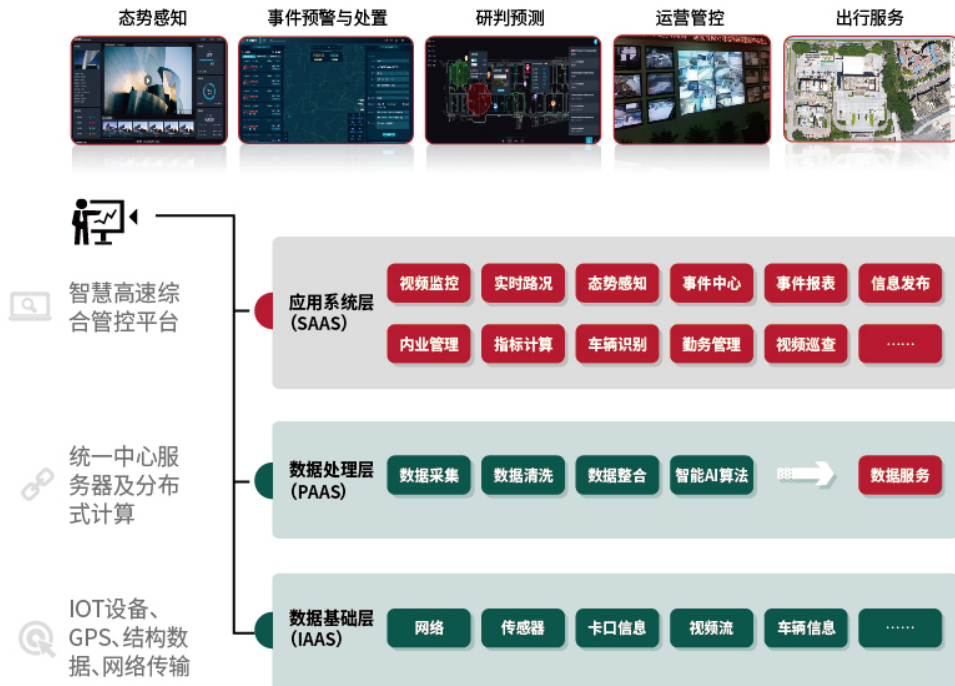 态势感知
事件预警与处置
研判预测
运营管控
出行服务
智慧高速综
合管控平台
应用系统层
(SAAS)
视频监控
实时路况
态势感知
事件中心
事件报表
信息发布
内业管理
指标计算
车辆识别
勤务管理
视频巡查
……
统一中心服
务器及分布
式计算
数据处理层
(PAAS)
数据采集
数据清洗
数据整合
智能AI算法
数据服务
IOT设备、
GPS、结构数
据、网络传输
数据基础层
(IAAS)
网络
传感器
卡口信息
视频流
车辆信息
……